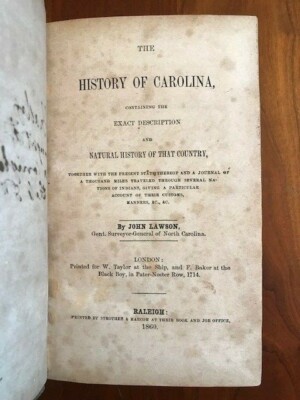 THE
HISTORY OF CAROLINA,
CONTAINING THE
EXACT DESCRIPTION
AND
NATURAL HISTORY OF THAT COUNTRY,
TOGETHER WITH THE PRESENT STATE THEREOF AND A JOURNAL OF
A THOUSAND MILES TRAVELED THROUGH SEVERAL NA-
TIONS OF INDIANS, GIVING A PARTICULAR
ACCOUNT OF THEIR CUSTOMS,
MANNERS, &C., &C.
By JOHN LAWSON,
Gent. Surveyor-General of North Carolina.
LONDON:
Printed for W. Taylor at the Ship, and F. Baker at the
Black Boy, in Pater-Noster Row, 1714.
RALEIGH:
PRINTED BY STROTHER & MARCOM AT THEIR BOOK AND JOB OFFICE,
1860.